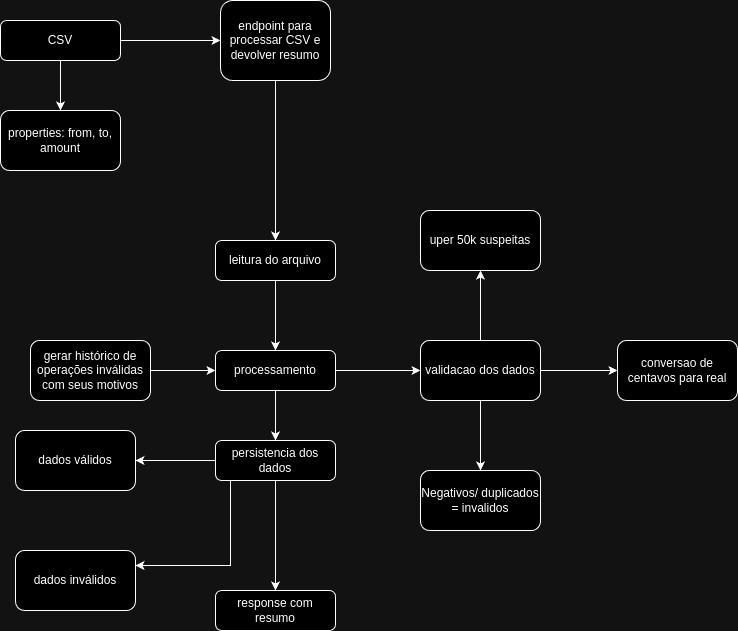 CSV
endpoint para
processar CSV e
devolver resumo
properties: from, to,
amount
uper 50k suspeitas
leitura do arquivo
gerar histórico de
operações inválidas
com seus motivos
processamento
validacao dos dados
conversao de
centavos para real
dados válidos
persistencia dos
dados
Negativos/ duplicados
= invalidos
dados inválidos
response com
resumo